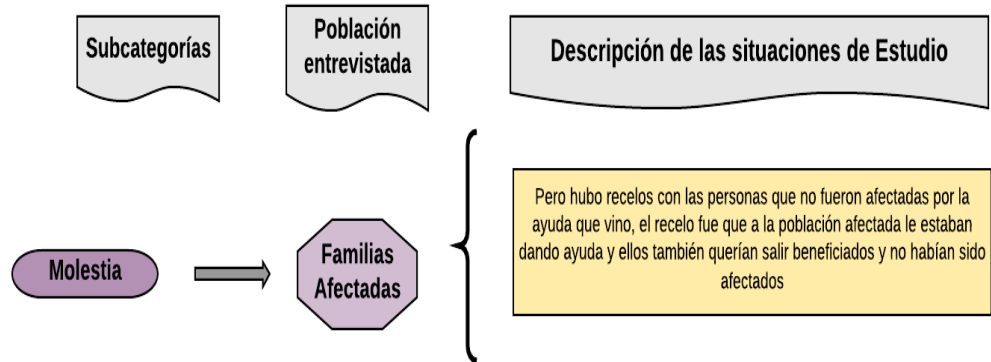 Subcategorías
Población
entrevistada
Descripción de las situaciones de Estudio
Molestia
Familias
Afectadas
Pero hubo recelos con las personas que no fueron afectadas por la
ayuda que vino, el recelo fue que a la población afectada le estaban
dando ayuda y ellos también querían salir beneficiados y no habían sido
afectados